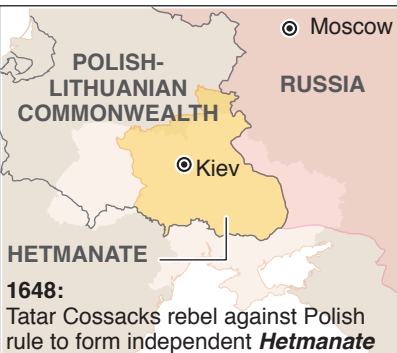 Moscow
POLISH-
LITHUANIAN
COMMONWEALTH
RUSSIA
Kiev
HETMANATE
1648:
Tatar Cossacks rebel against Polish
rule to form independent Hetmanate